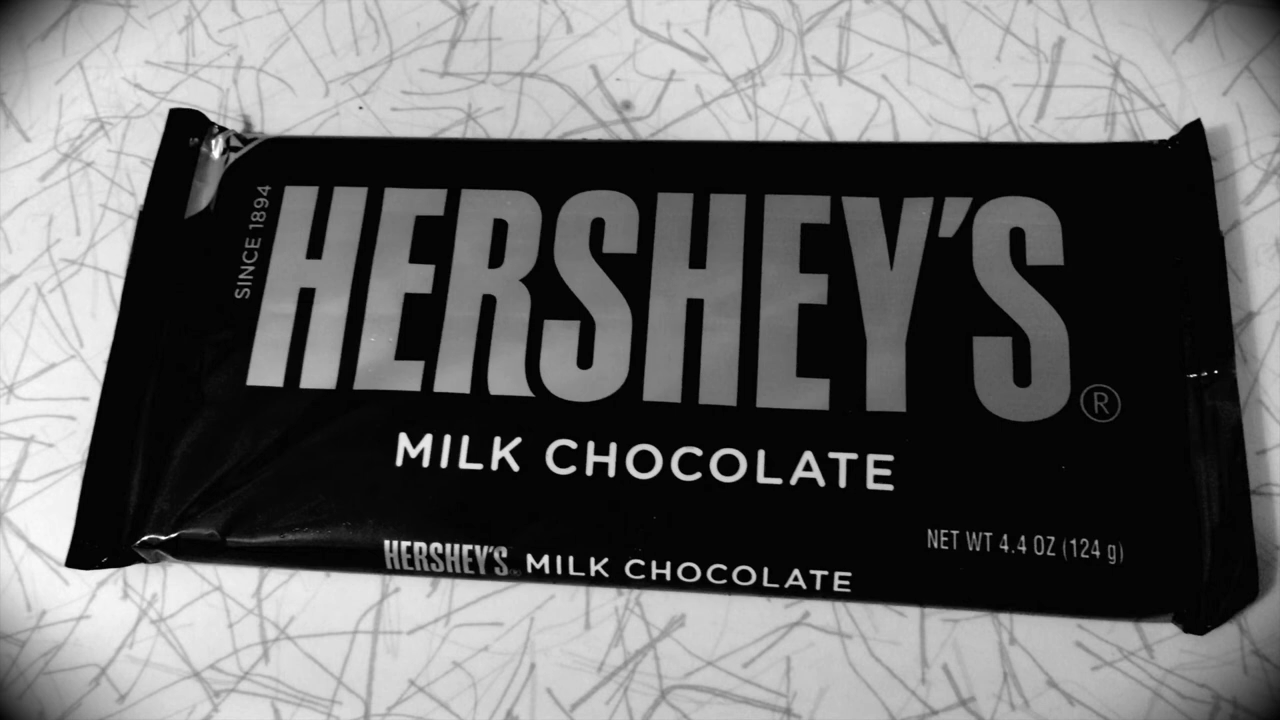 SINCE 1894
HERSHEY'S®
MILK CHOCOLATE
NET WT 4.4 OZ (124 g)
HERSHEY'S MILK CHOCOLATE